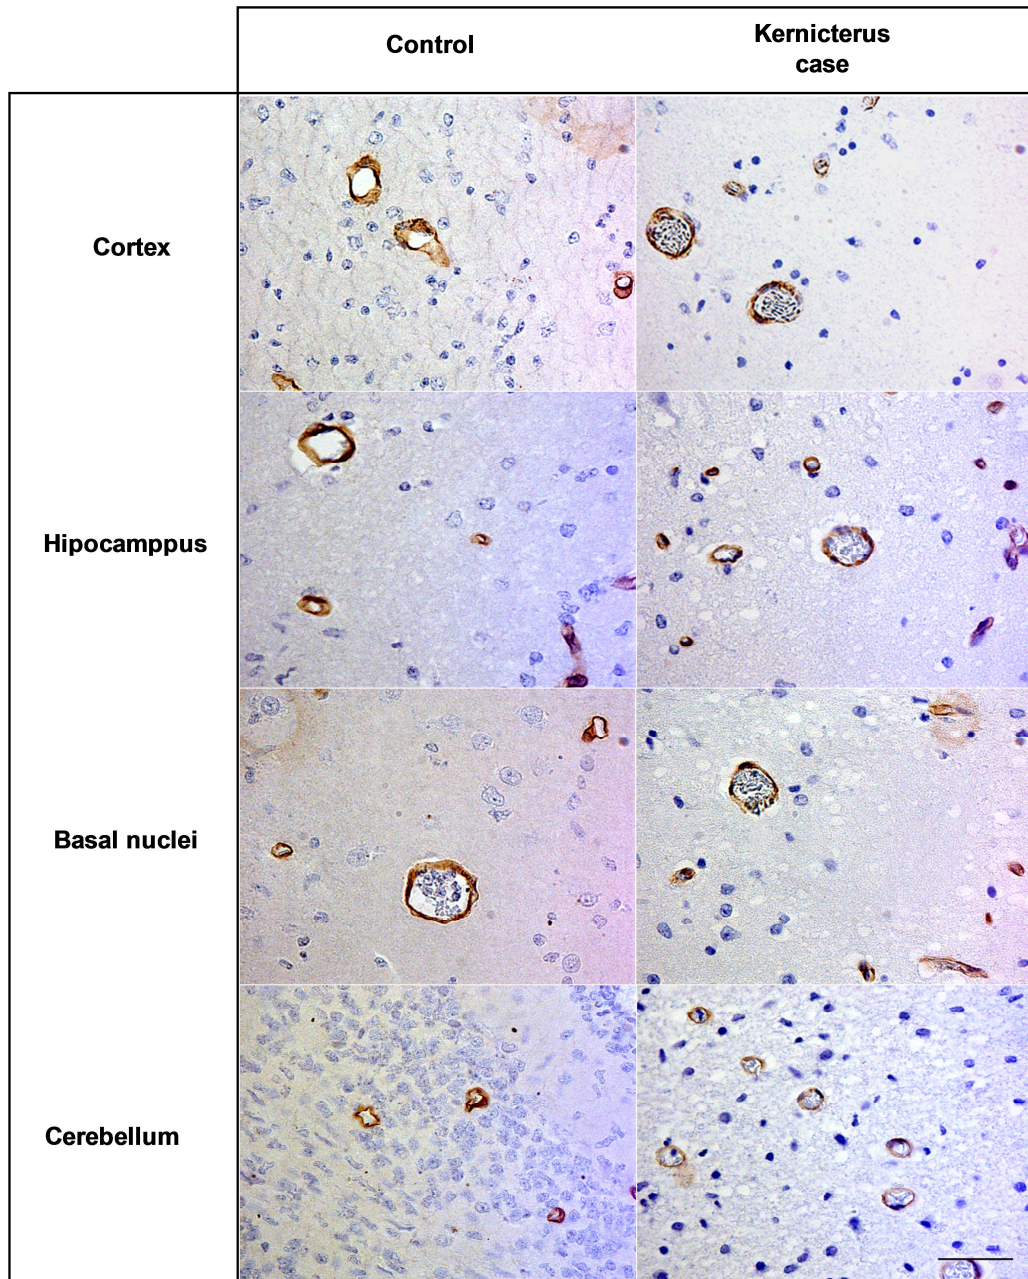 Control
Kernicterus
case
Cortex
Hipocamppus
Basal nuclei
Cerebellum